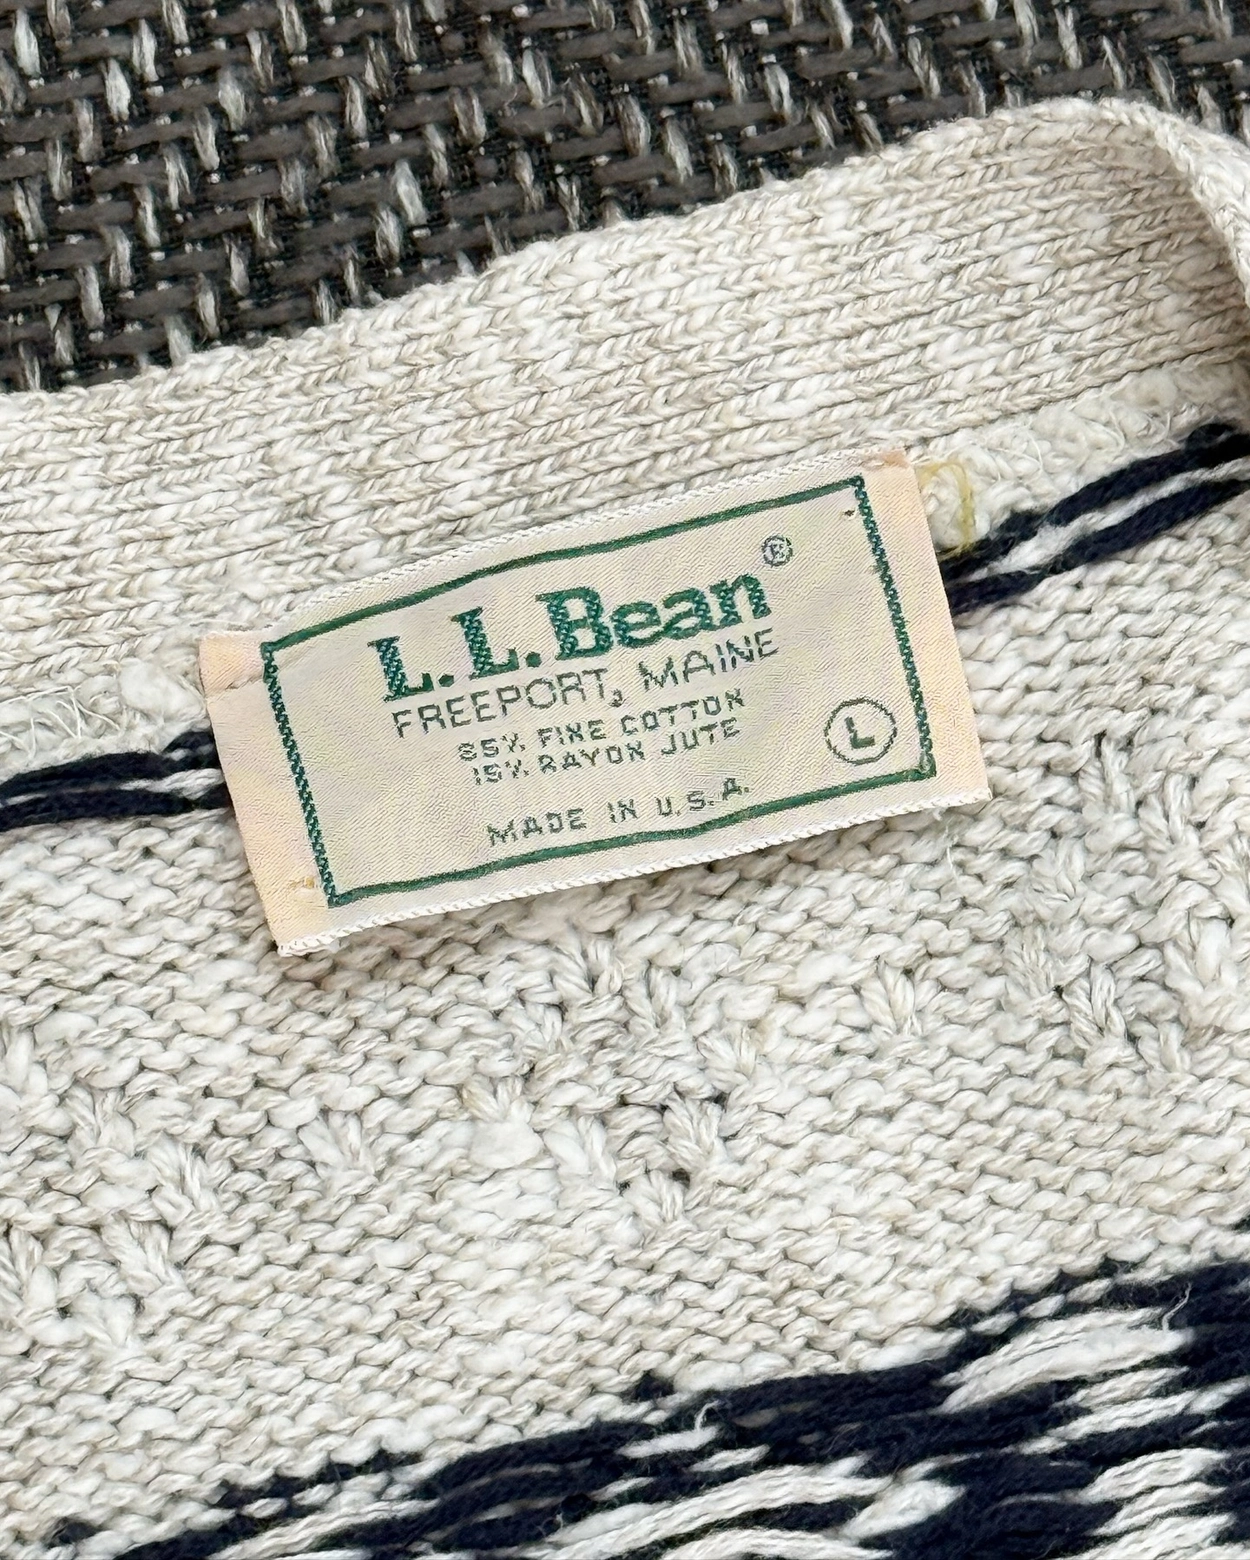 L.L.Bean®
FREEPORT, MAINE
85% FINE COTTON
15% RAYON JUTE
L
MADE IN U.S.A.